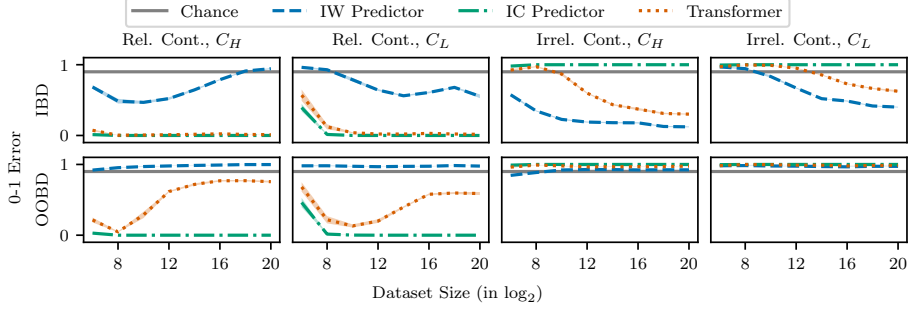 Chance IW Predictor IC Predictor Transformer
Rel. Cont., C_H Rel. Cont., C_L Irrel. Cont., C_H Irrel. Cont., C_L
0-1 Error
IBD
1
0
OOBD
1
0
8 12 16 20 8 12 16 20 8 12 16 20 8 12 16 20
Dataset Size (in log₂)